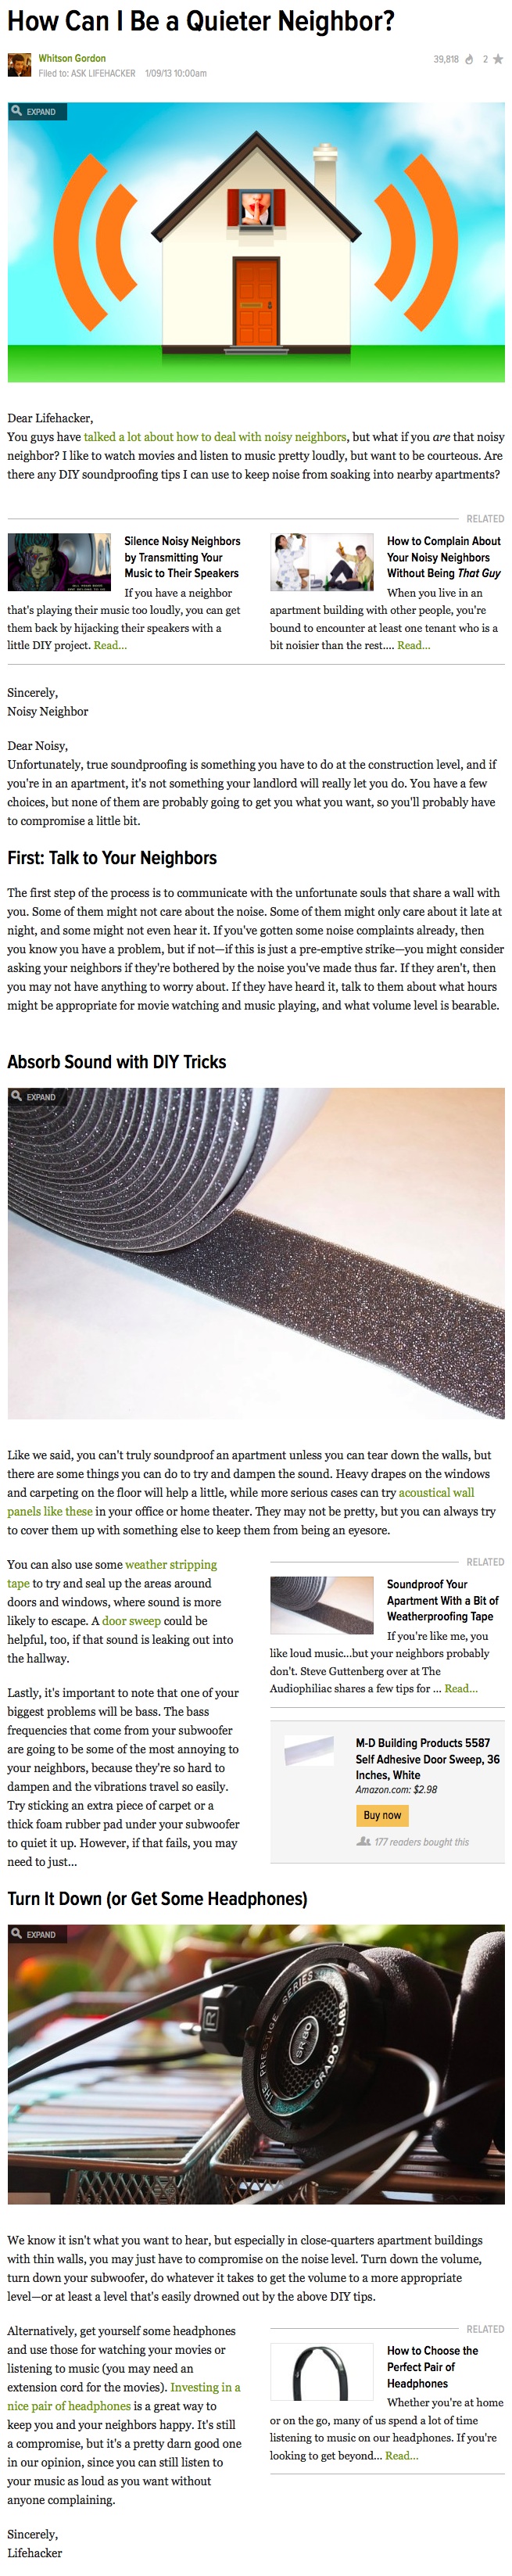 How Can I Be a Quieter Neighbor?
Whitson Gordon
Filed to: ASK LIFEHACKER 1/09/13 10:00am
39,818 2
EXPAND
Dear Lifehacker,
You guys have talked a lot about how to deal with noisy neighbors, but what if you are that noisy
neighbor? I like to watch movies and listen to music pretty loudly, but want to be courteous. Are
there any DIY soundproofing tips I can use to keep noise from soaking into nearby apartments?
RELATED
Silence Noisy Neighbors
by Transmitting Your
Music to Their Speakers
If you have a neighbor
that's playing their music too loudly, you can get
them back by hijacking their speakers with a
little DIY project. Read...
How to Complain About
Your Noisy Neighbors
Without Being That Guy
When you live in an
apartment building with other people, you're
bound to encounter at least one tenant who is a
bit noisier than the rest.... Read...
Sincerely,
Noisy Neighbor
Dear Noisy,
Unfortunately, true soundproofing is something you have to do at the construction level, and if
you're in an apartment, it's not something your landlord will really let you do. You have a few
choices, but none of them are probably going to get you what you want, so you'll probably have
to compromise a little bit.
First: Talk to Your Neighbors
The first step of the process is to communicate with the unfortunate souls that share a wall with
you. Some of them might not care about the noise. Some of them might only care about it late at
night, and some might not even hear it. If you've gotten some noise complaints already, then
you know you have a problem, but if not—if this is just a pre-emptive strike—you might consider
asking your neighbors if they're bothered by the noise you've made thus far. If they aren't, then
you may not have anything to worry about. If they have heard it, talk to them about what hours
might be appropriate for movie watching and music playing, and what volume level is bearable.
Absorb Sound with DIY Tricks
EXPAND
Like we said, you can't truly soundproof an apartment unless you can tear down the walls, but
there are some things you can do to try and dampen the sound. Heavy drapes on the windows
and carpeting on the floor will help a little, while more serious cases can try acoustical wall
panels like these in your office or home theater. They may not be pretty, but you can always try
to cover them up with something else to keep them from being an eyesore.
You can also use some weather stripping
tape to try and seal up the areas around
doors and windows, where sound is more
likely to escape. A door sweep could be
helpful, too, if that sound is leaking out into
the hallway.
Lastly, it's important to note that one of your
biggest problems will be bass. The bass
frequencies that come from your subwoofer
are going to be some of the most annoying to
your neighbors, because they're so hard to
dampen and the vibrations travel so easily.
Try sticking an extra piece of carpet or a
thick foam rubber pad under your subwoofer
to quiet it up. However, if that fails, you may
need to just...
RELATED
Soundproof Your
Apartment With a Bit of
Weatherproofing Tape
If you're like me, you
like loud music...but your neighbors probably
don't. Steve Guttenberg over at The
Audiophiliac shares a few tips for ... Read...
M-D Building Products 5587
Self Adhesive Door Sweep, 36
Inches, White
Amazon.com: $2.98
Buy now
177 readers bought this
Turn It Down (or Get Some Headphones)
EXPAND
R
THE PRESTIGE SERIES
SR80
GRADO LABS
We know it isn't what you want to hear, but especially in close-quarters apartment buildings
with thin walls, you may just have to compromise on the noise level. Turn down the volume,
turn down your subwoofer, do whatever it takes to get the volume to a more appropriate
level—or at least a level that's easily drowned out by the above DIY tips.
Alternatively, get yourself some headphones
and use those for watching your movies or
listening to music (you may need an
extension cord for the movies). Investing in a
nice pair of headphones is a great way to
keep you and your neighbors happy. It's still
a compromise, but it's a pretty darn good one
in our opinion, since you can still listen to
your music as loud as you want without
anyone complaining.
RELATED
How to Choose the
Perfect Pair of
Headphones
Whether you're at home
or on the go, many of us spend a lot of time
listening to music on our headphones. If you're
looking to get beyond... Read...
Sincerely,
Lifehacker